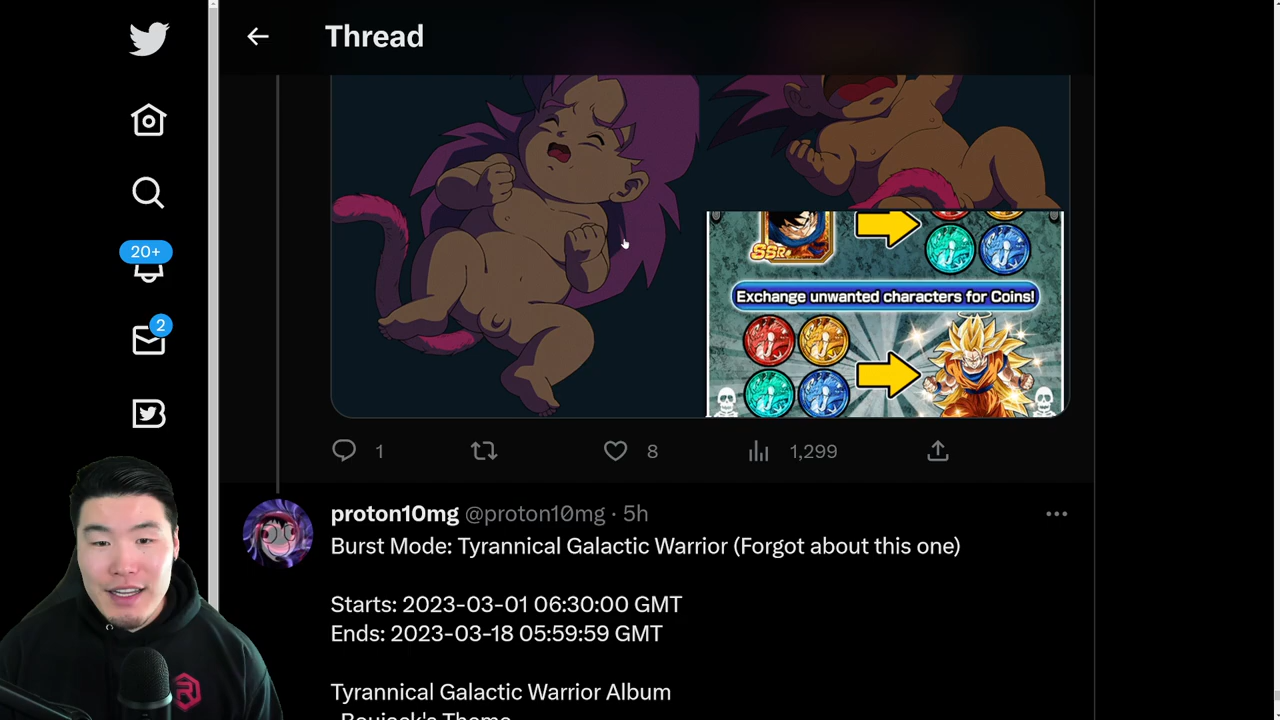 Thread
20+
2
SSR
Exchange unwanted characters for Coins!
1
8
1,299
proton10mg @proton10mg · 5h
Burst Mode: Tyrannical Galactic Warrior (Forgot about this one)
Starts: 2023-03-01 06:30:00 GMT
Ends: 2023-03-18 05:59:59 GMT
Tyrannical Galactic Warrior Album